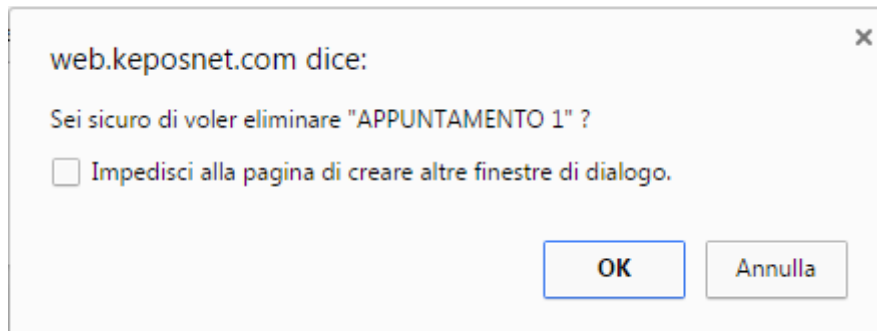 web.keposnet.com dice:
Sei sicuro di voler eliminare "APPUNTAMENTO 1" ?
Impedisci alla pagina di creare altre finestre di dialogo.
OK Annulla